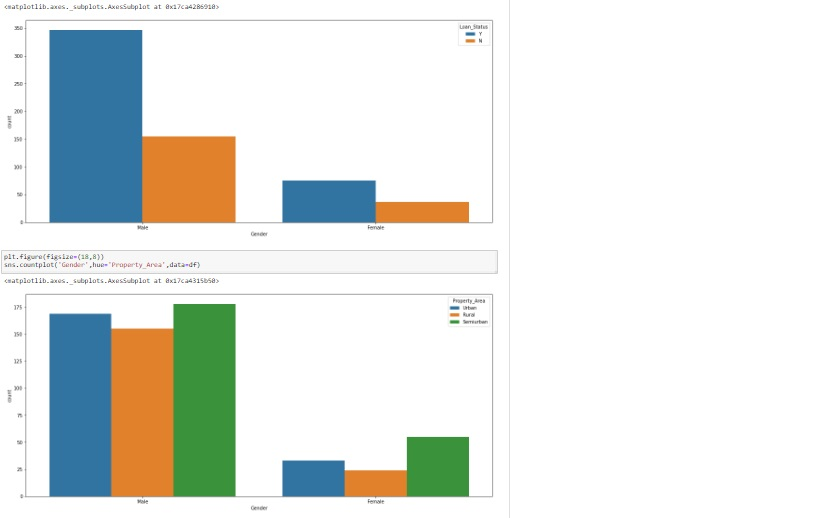 <matplotlib.axes._subplots.AxesSubplot at 0x17ca4286910>
350
300
250
200
150
100
50
0
count
Male
Female
Gender
Loan_Status
Y
N
plt.figure(figsize=(18,8))
sns.countplot('Gender',hue='Property_Area',data=df)
<matplotlib.axes._subplots.AxesSubplot at 0x17ca4315b50>
175
150
125
100
75
50
25
0
count
Male
Female
Gender
Property_Area
Urban
Rural
Semiurban